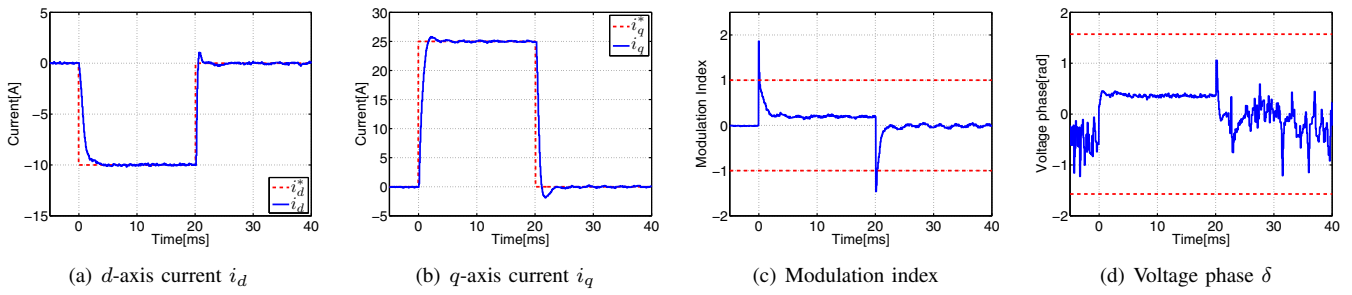 30
25
20
15
10
5
0
−5
5
0
−5
−10
−15
2
1
0
−1
−2
2
1
0
−1
−2
Current[A]
Current[A]
Modulation Index
Voltage phase[rad]
i_d^*
i_d
i_q^*
i_q
0 10 20 30 40
0 10 20 30 40
0 10 20 30 40
0 10 20 30 40
Time[ms]
Time[ms]
Time[ms]
Time[ms]
(a) d-axis current i_d
(b) q-axis current i_q
(c) Modulation index
(d) Voltage phase δ